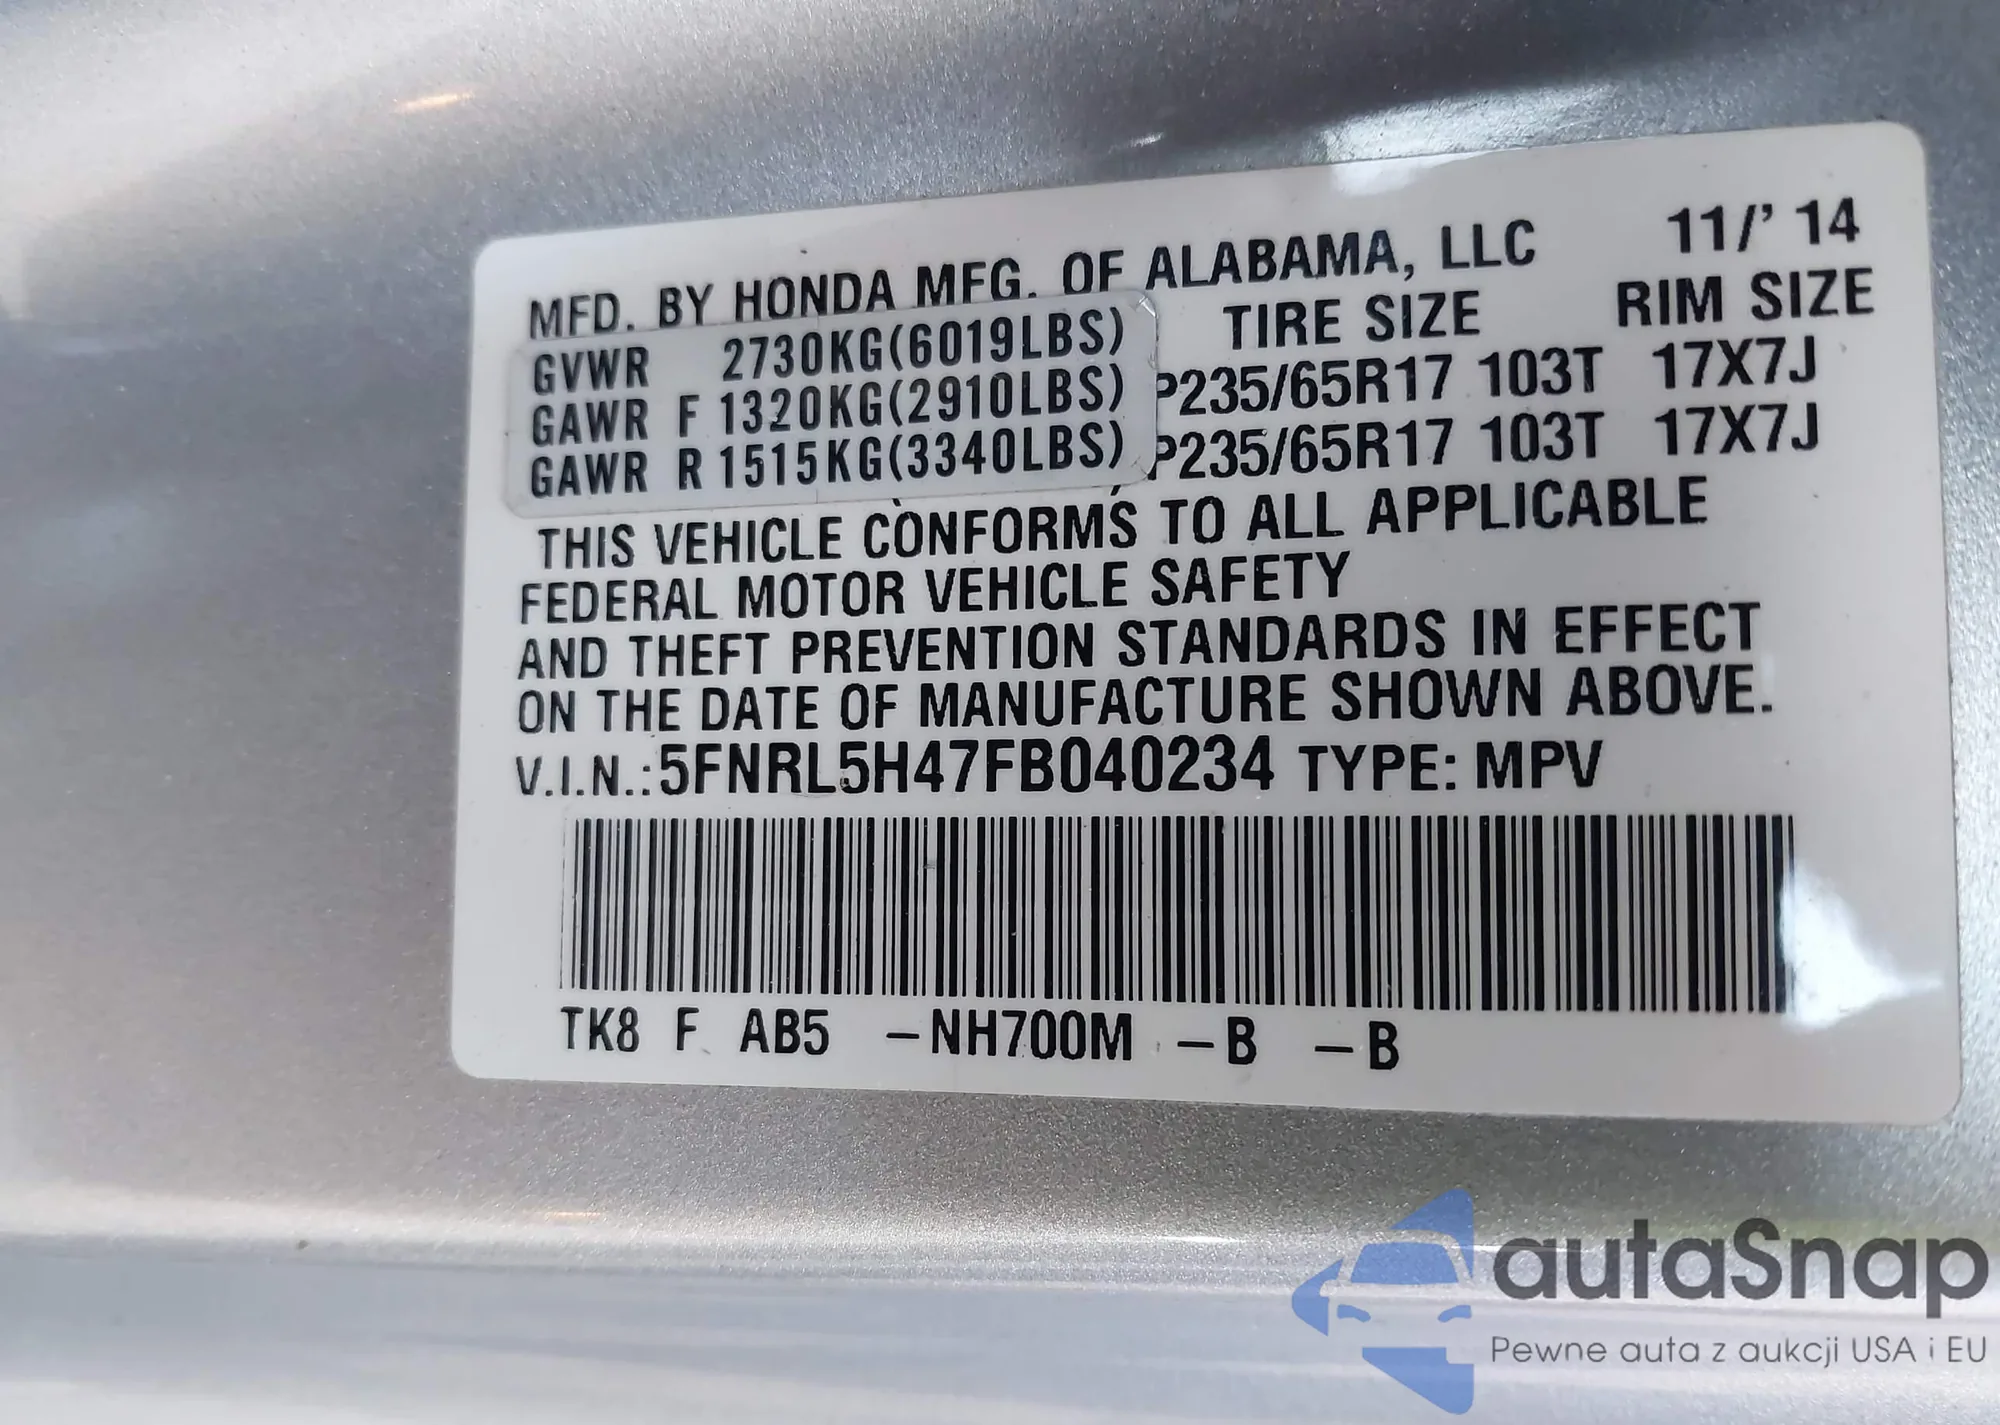 MFD. BY HONDA MFG. OF ALABAMA, LLC 11/' 14
TIRE SIZE RIM SIZE
GVWR 2730KG(6019LBS)
GAWR F 1320KG(2910LBS) P235/65R17 103T 17X7J
GAWR R 1515KG(3340LBS) P235/65R17 103T 17X7J
THIS VEHICLE CONFORMS TO ALL APPLICABLE
FEDERAL MOTOR VEHICLE SAFETY
AND THEFT PREVENTION STANDARDS IN EFFECT
ON THE DATE OF MANUFACTURE SHOWN ABOVE.
V.I.N.:5FNRL5H47FB040234 TYPE: MPV
TK8 F AB5 -NH700M -B -B
autaSnap
Pewne auta z aukcji USA i EU